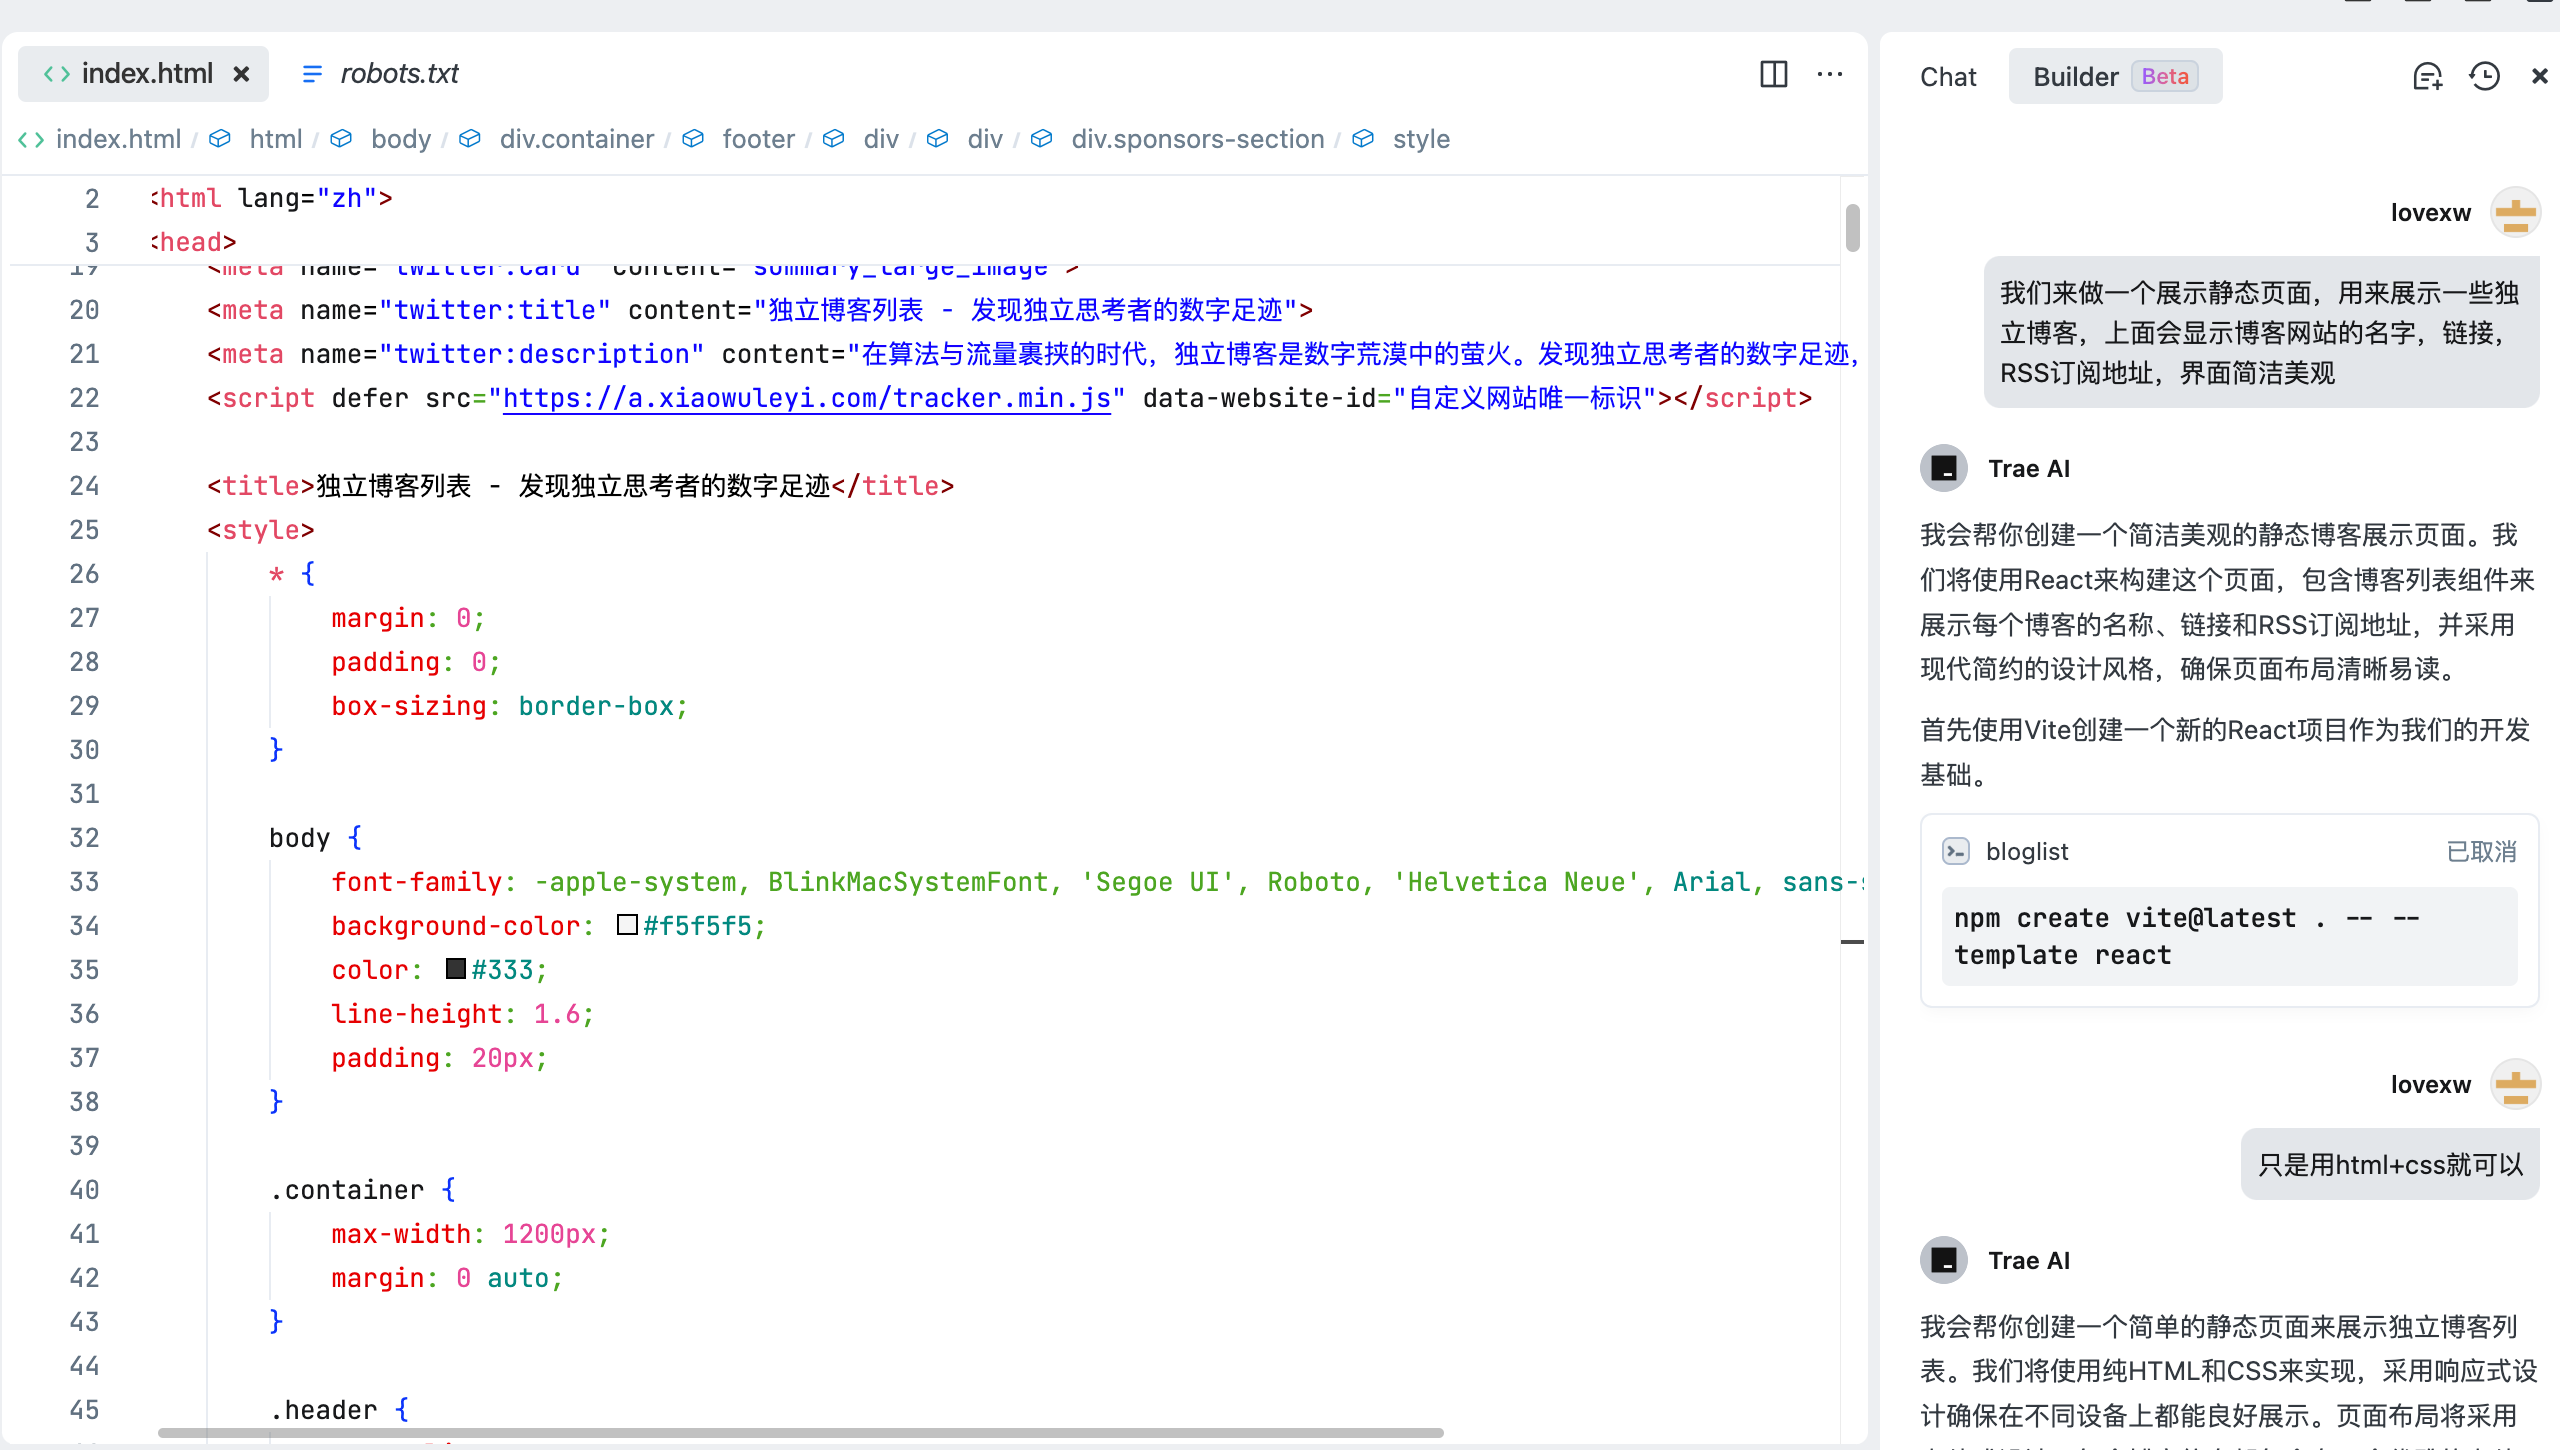 index.html
robots.txt
index.html / html / body / div.container / footer / div / div / div.sponsors-section / style
2 <html lang="zh">
3 <head>
19 <meta name="twitter:card" content="summary_large_image">
20 <meta name="twitter:title" content="独立博客列表 - 发现独立思考者的数字足迹">
21 <meta name="twitter:description" content="在算法与流量裹挟的时代，独立博客是数字荒漠中的萤火。发现独立思考者的数字足迹，
22 <script defer src="https://a.xiaowuleyi.com/tracker.min.js" data-website-id="自定义网站唯一标识"></script>
23
24 <title>独立博客列表 - 发现独立思考者的数字足迹</title>
25 <style>
26 * {
27 margin: 0;
28 padding: 0;
29 box-sizing: border-box;
30 }
31
32 body {
33 font-family: -apple-system, BlinkMacSystemFont, 'Segoe UI', Roboto, 'Helvetica Neue', Arial, sans-s
34 background-color: #f5f5f5;
35 color: #333;
36 line-height: 1.6;
37 padding: 20px;
38 }
39
40 .container {
41 max-width: 1200px;
42 margin: 0 auto;
43 }
44
45 .header {
Chat
Builder Beta
lovexw
我们来做一个展示静态页面，用来展示一些独
立博客，上面会显示博客网站的名字，链接，
RSS订阅地址，界面简洁美观
Trae AI
我会帮你创建一个简洁美观的静态博客展示页面。我
们将使用React来构建这个页面，包含博客列表组件来
展示每个博客的名称、链接和RSS订阅地址，并采用
现代简约的设计风格，确保页面布局清晰易读。
首先使用Vite创建一个新的React项目作为我们的开发
基础。
bloglist 已取消
npm create vite@latest . -- --
template react
lovexw
只是用html+css就可以
Trae AI
我会帮你创建一个简单的静态页面来展示独立博客列
表。我们将使用纯HTML和CSS来实现，采用响应式设
计确保在不同设备上都能良好展示。页面布局将采用